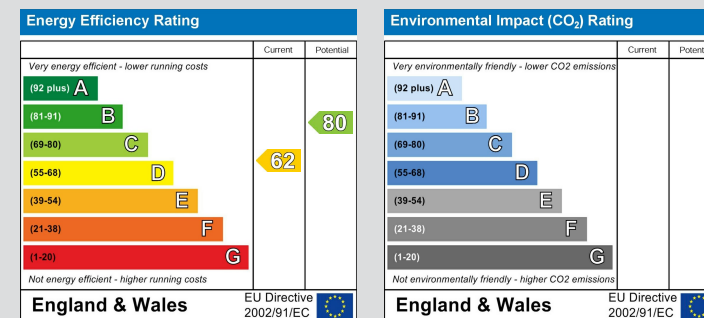 Energy Efficiency Rating
Current Potential
Very energy efficient - lower running costs
(92 plus) A
(81-91) B
(69-80) C
(55-68) D
(39-54) E
(21-38) F
(1-20) G
62
80
Not energy efficient - higher running costs
England & Wales
EU Directive
2002/91/EC
Environmental Impact (CO₂) Rating
Current Potent
Very environmentally friendly - lower CO2 emissions
(92 plus) A
(81-91) B
(69-80) C
(55-68) D
(39-54) E
(21-38) F
(1-20) G
Not environmentally friendly - higher CO2 emissions
England & Wales
EU Directive
2002/91/EC